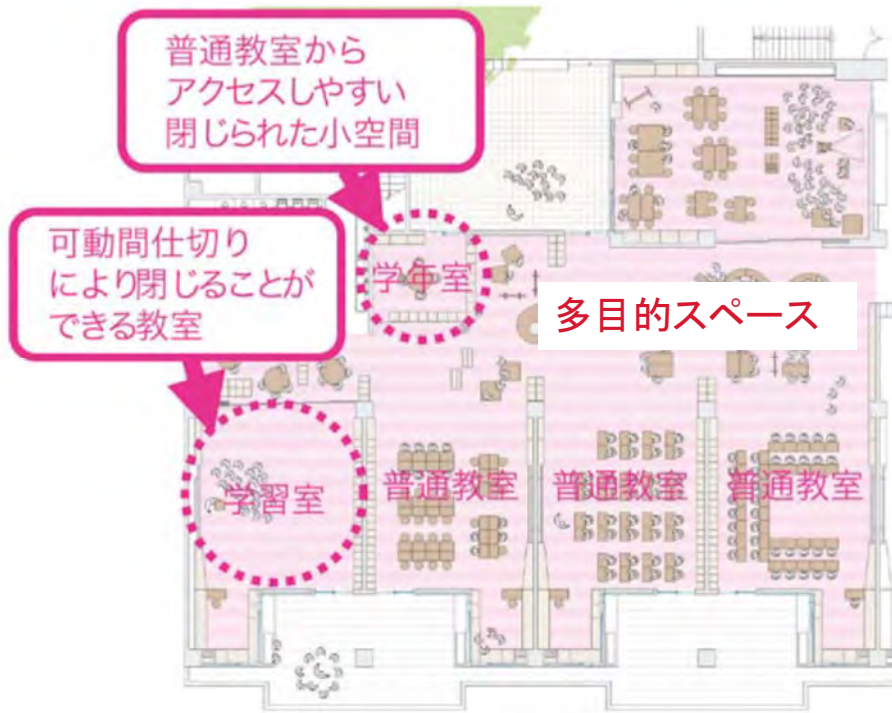 普通教室から
アクセスしやすい
閉じられた小空間
可動間仕切り
により閉じることが
できる教室
学年室
多目的スペース
学習室
普通教室
普通教室
普通教室